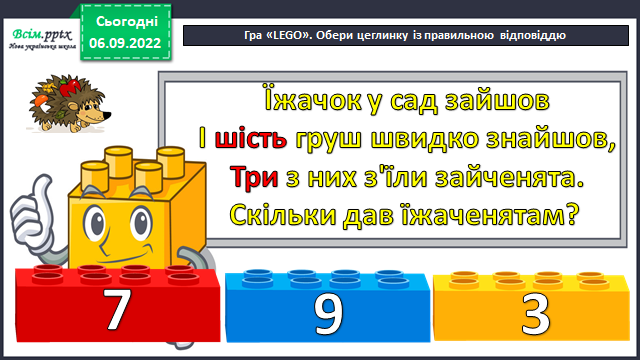 Всім.pptx
Нова українська школа
Сьогодні
06.09.2022
Гра «LEGO». Обери цеглинку із правильною відповіддю
Їжачок у сад зайшов
І шість груш швидко знайшов,
Три з них з'їли зайченята.
Скільки дав їжаченятам?
7
9
3